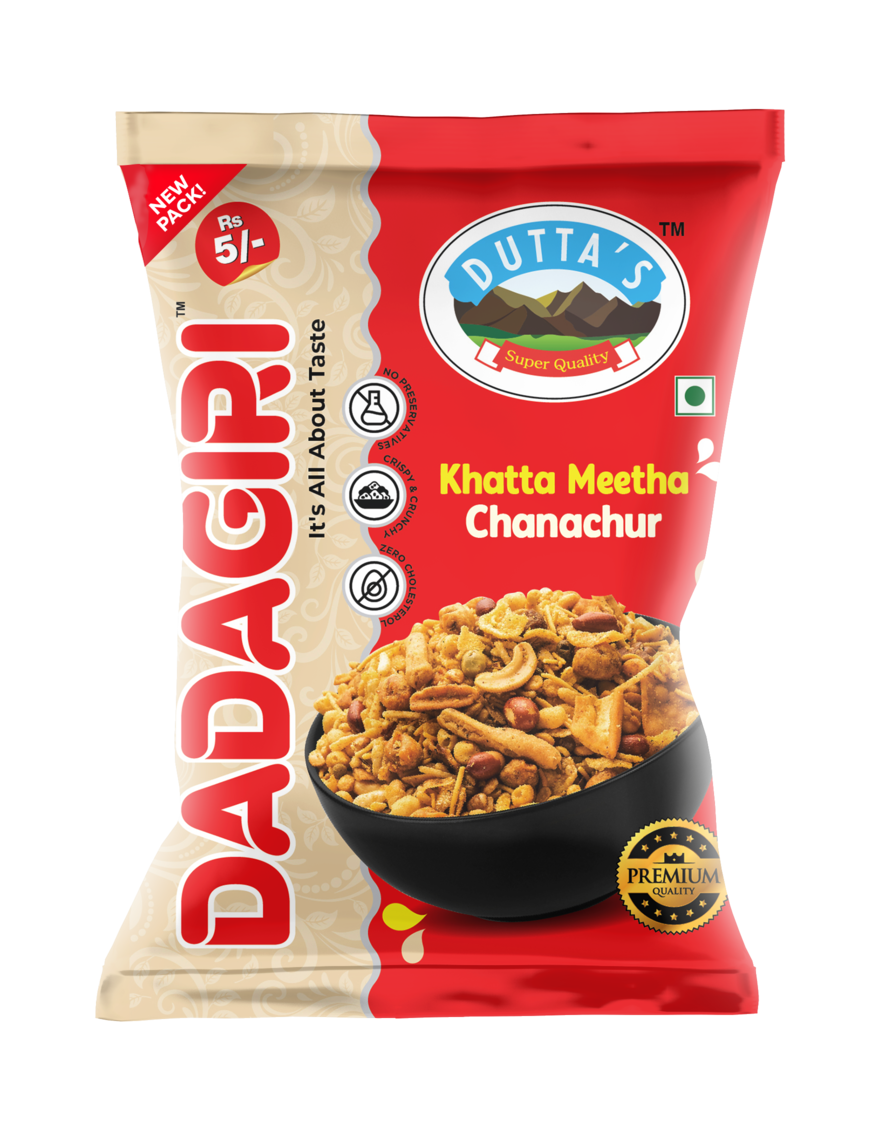 NEW
PACK!
Rs
5/-
DADAGIRI
TM
It's All About Taste
NO PRESERVATIVES
CRISPY & CRUNCHY
ZERO CHOLESTEROL
DUTTA'S
TM
Super Quality
Khatta Meetha
Chanachur
PREMIUM
QUALITY